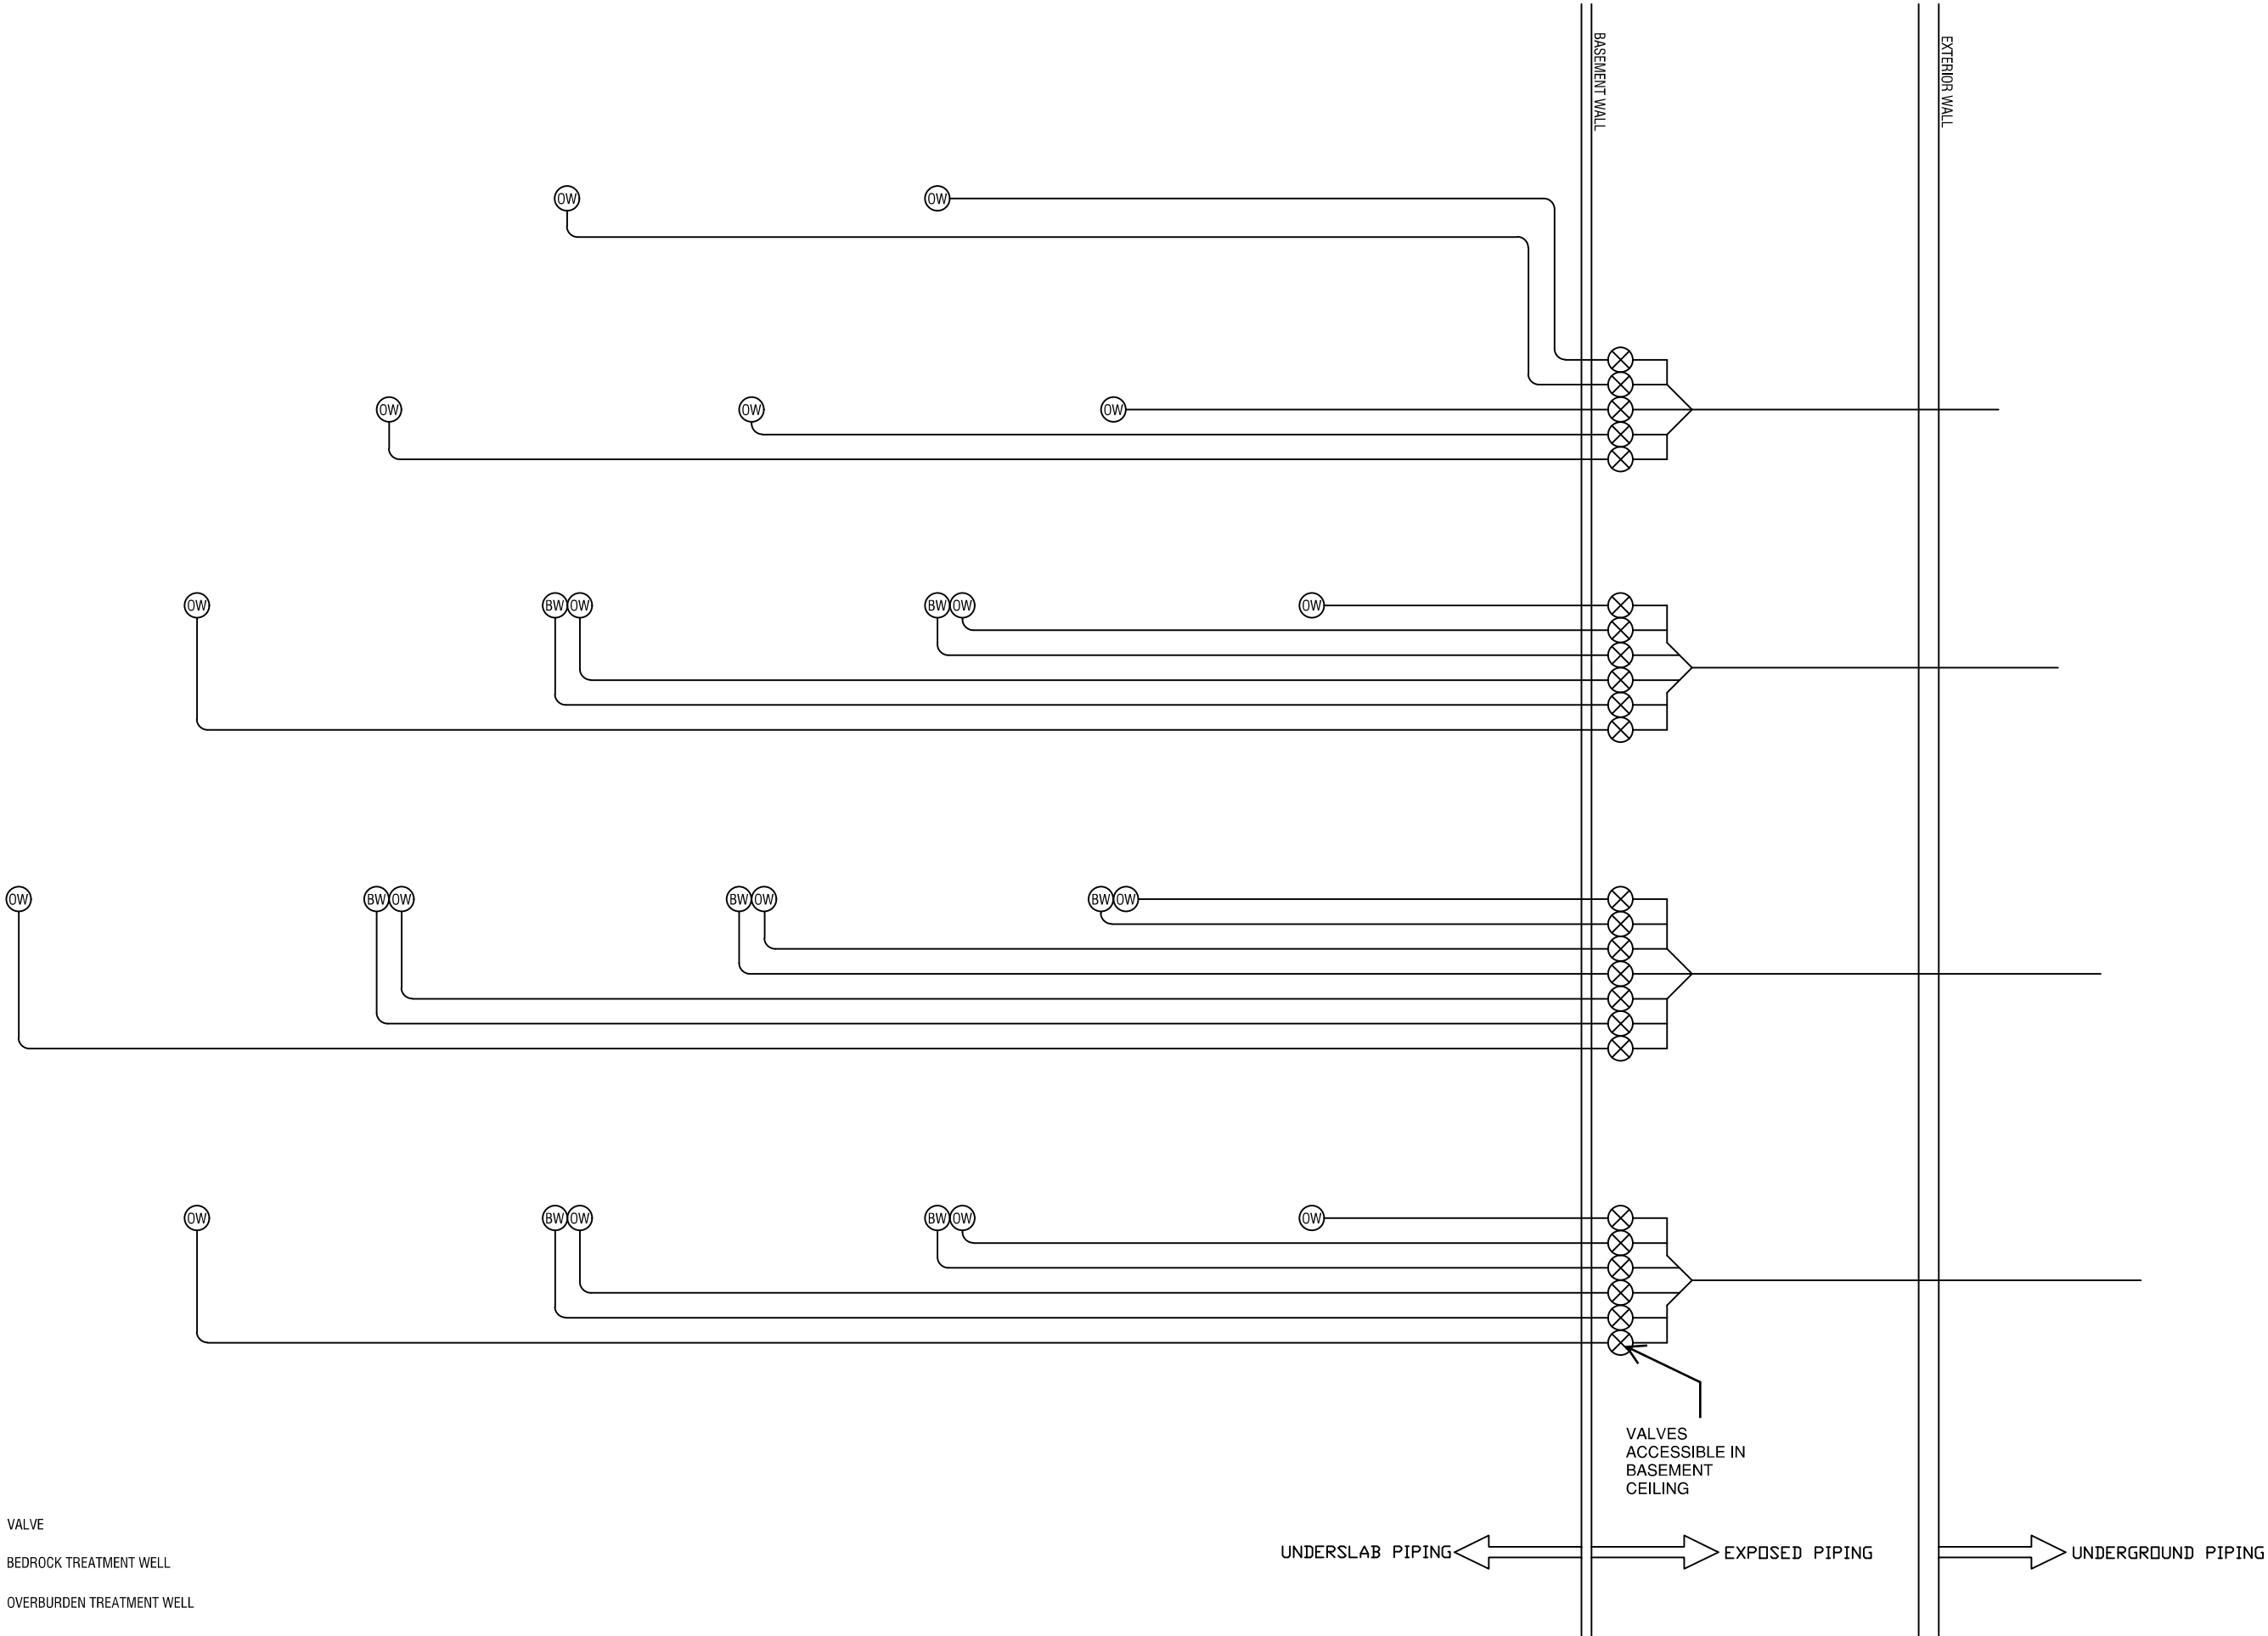 BASEMENT WALL
EXTERIOR WALL
OW OW
OW OW OW
OW BW OW BW OW OW
OW BW OW BW OW BW OW
OW BW OW BW OW OW
VALVES
ACCESSIBLE IN
BASEMENT
CEILING
VALVE
BEDROCK TREATMENT WELL
OVERBURDEN TREATMENT WELL
UNDERSLAB PIPING
EXPOSED PIPING
UNDERGROUND PIPING